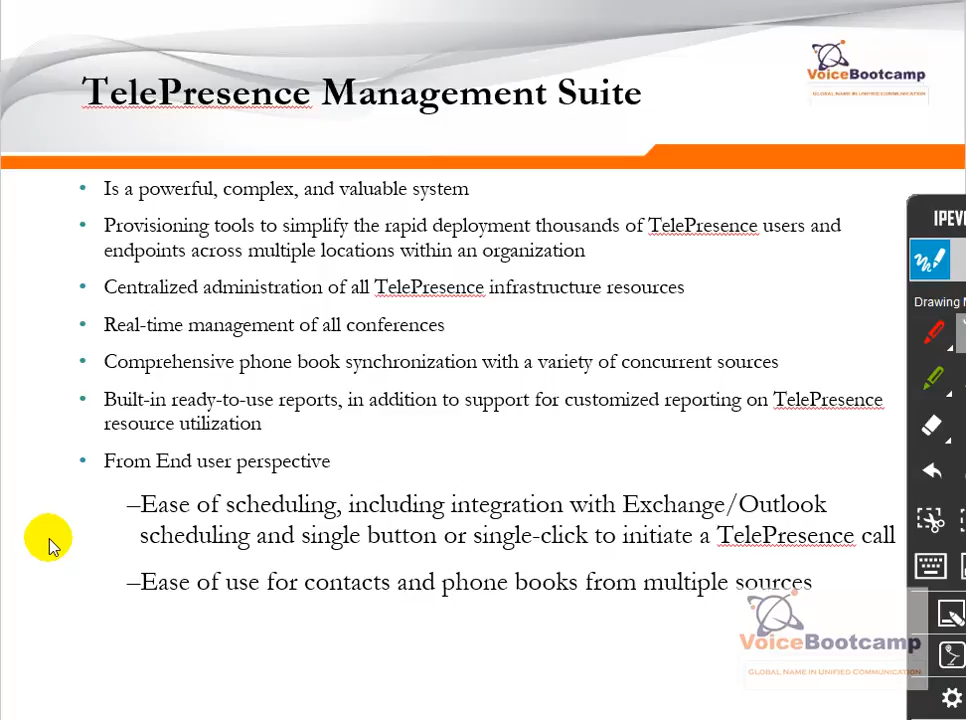 TelePresence Management Suite
VoiceBootcamp
GLOBAL NAME IN UNIFIED COMMUNICATION
• Is a powerful, complex, and valuable system
• Provisioning tools to simplify the rapid deployment thousands of TelePresence users and
endpoints across multiple locations within an organization
• Centralized administration of all TelePresence infrastructure resources
• Real-time management of all conferences
• Comprehensive phone book synchronization with a variety of concurrent sources
• Built-in ready-to-use reports, in addition to support for customized reporting on TelePresence
resource utilization
• From End user perspective
–Ease of scheduling, including integration with Exchange/Outlook
scheduling and single button or single-click to initiate a TelePresence call
–Ease of use for contacts and phone books from multiple sources
VoiceBootcamp
GLOBAL NAME IN UNIFIED COMMUNICATION
IPEV
Drawing